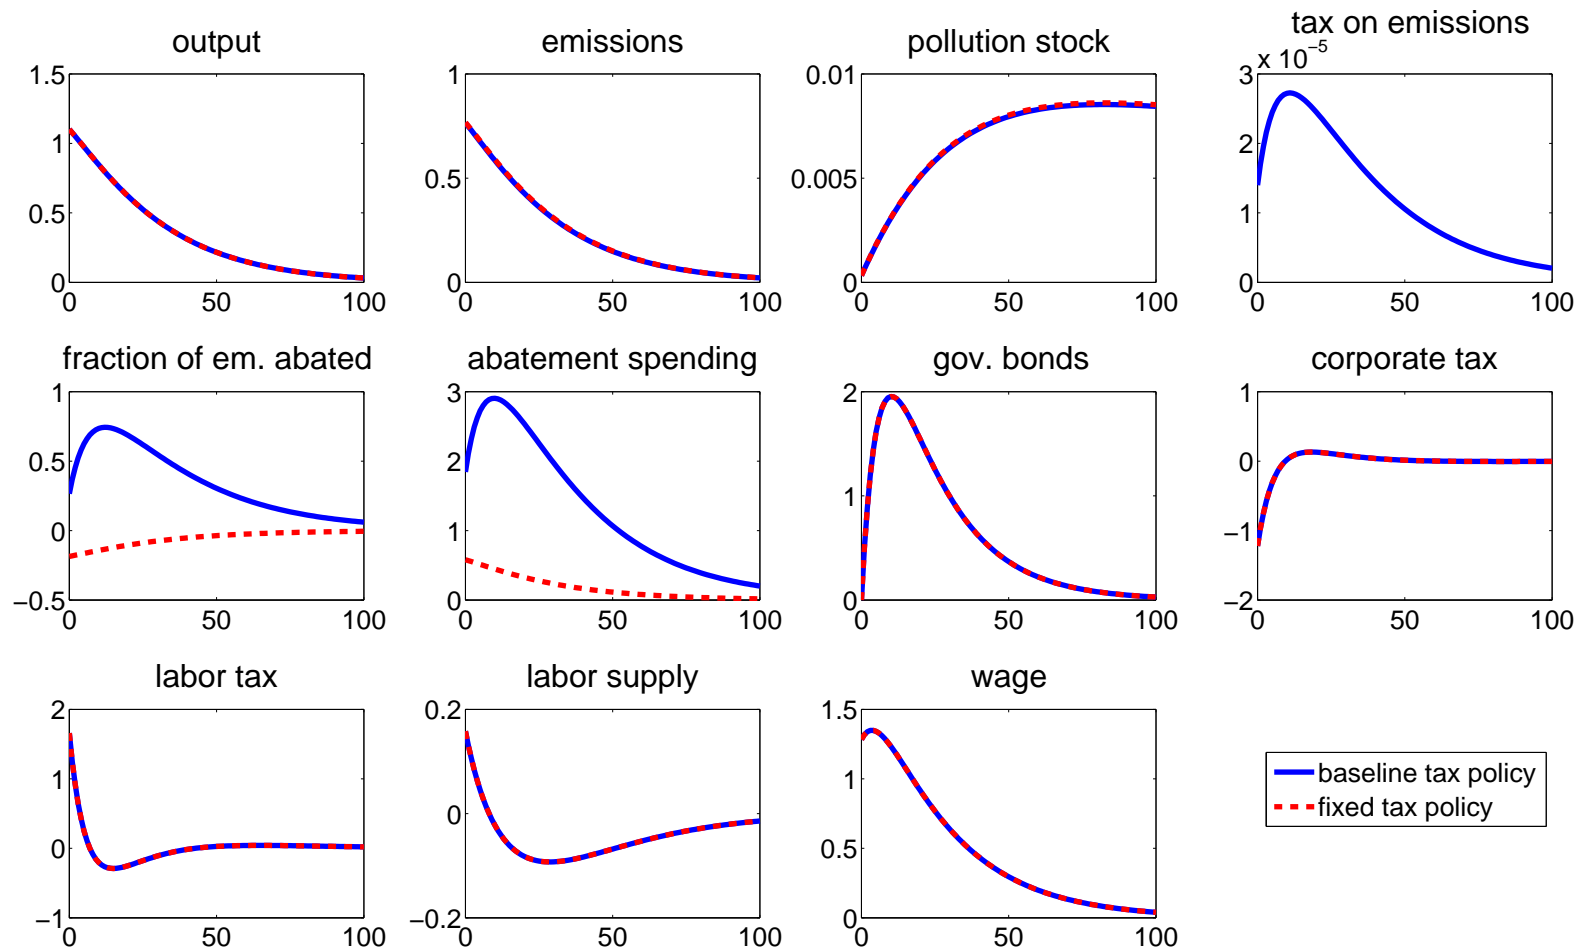 output
emissions
pollution stock
tax on emissions
1.5
1
0.5
0
0 50 100
1
0.5
0
0 50 100
0.01
0.005
0
0 50 100
x 10−5
3
2
1
0
0 50 100
fraction of em. abated
abatement spending
gov. bonds
corporate tax
1
0.5
0
−0.5
0 50 100
3
2
1
0
0 50 100
2
1
0
0 50 100
1
0
−1
−2
0 50 100
labor tax
labor supply
wage
2
1
0
−1
0 50 100
0.2
0
−0.2
0 50 100
1.5
1
0.5
0
0 50 100
baseline tax policy
fixed tax policy